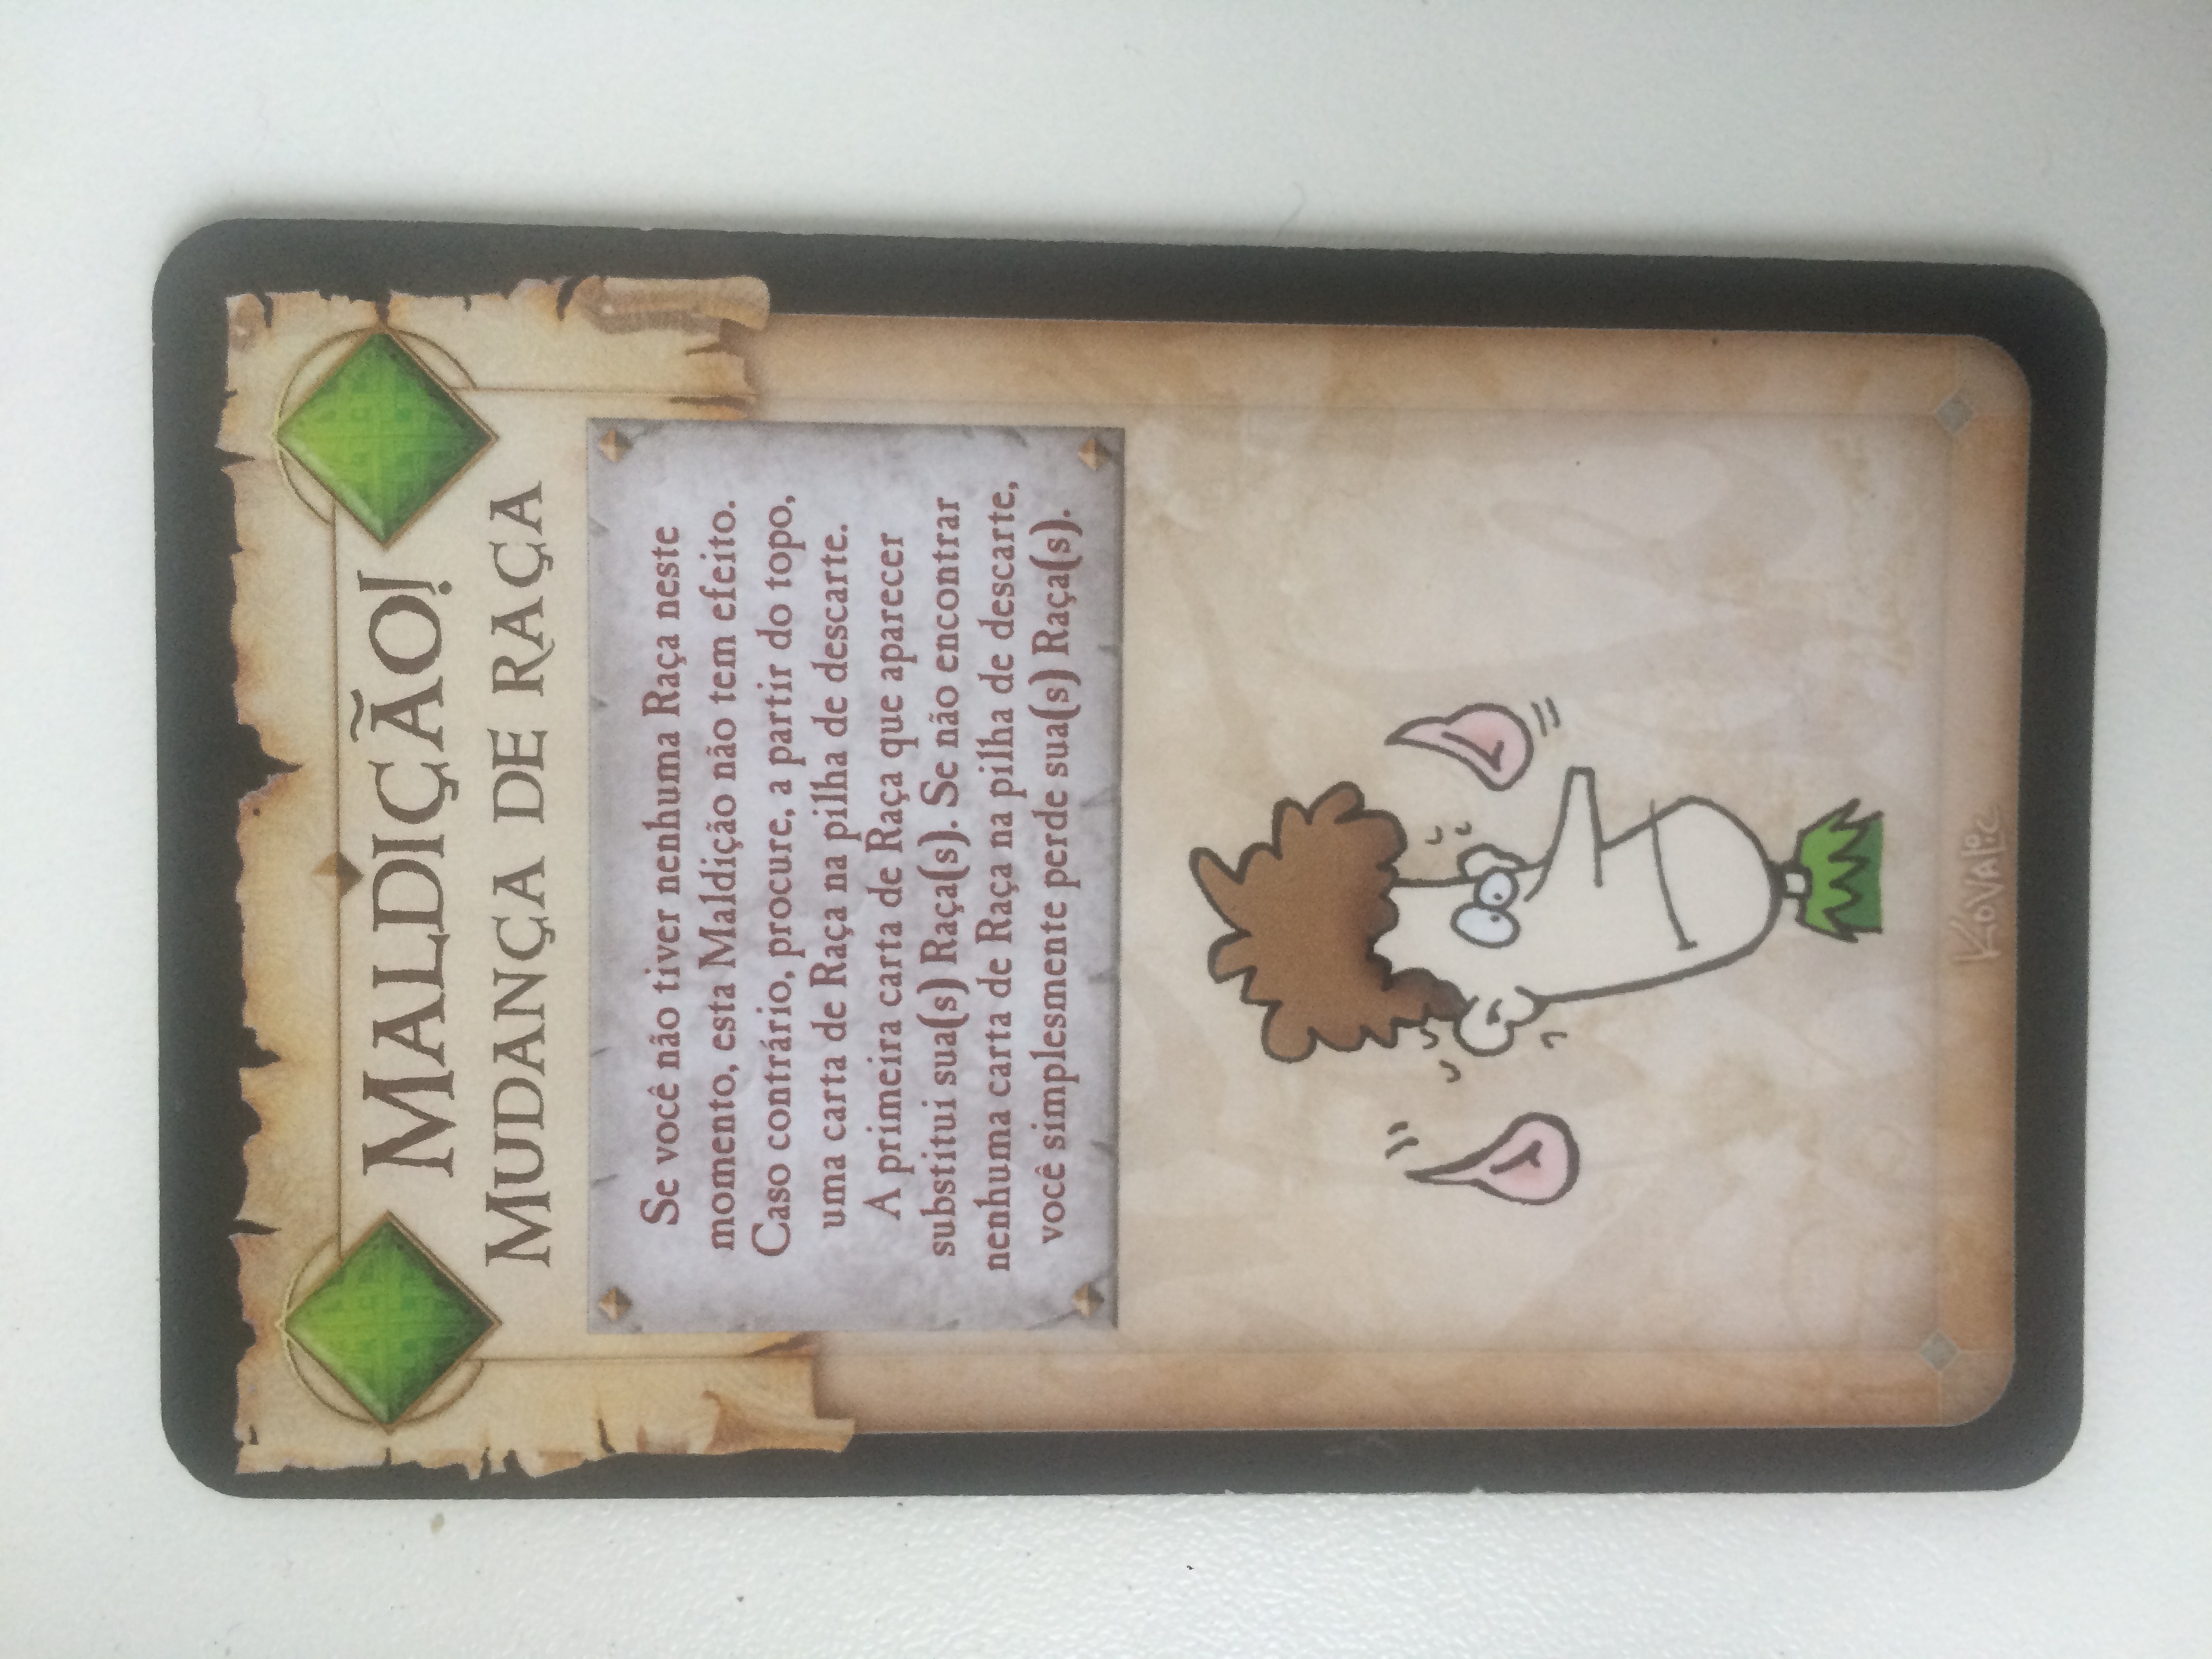 MALDIÇÃO!
MUDANÇA DE RAÇA
Se você não tiver nenhuma Raça neste
momento, esta Maldição não tem efeito.
Caso contrário, procure, a partir do topo,
uma carta de Raça na pilha de descarte.
A primeira carta de Raça que aparecer
substitui sua(s) Raça(s). Se não encontrar
nenhuma carta de Raça na pilha de descarte,
você simplesmente perde sua(s) Raça(s).
KOVALIC